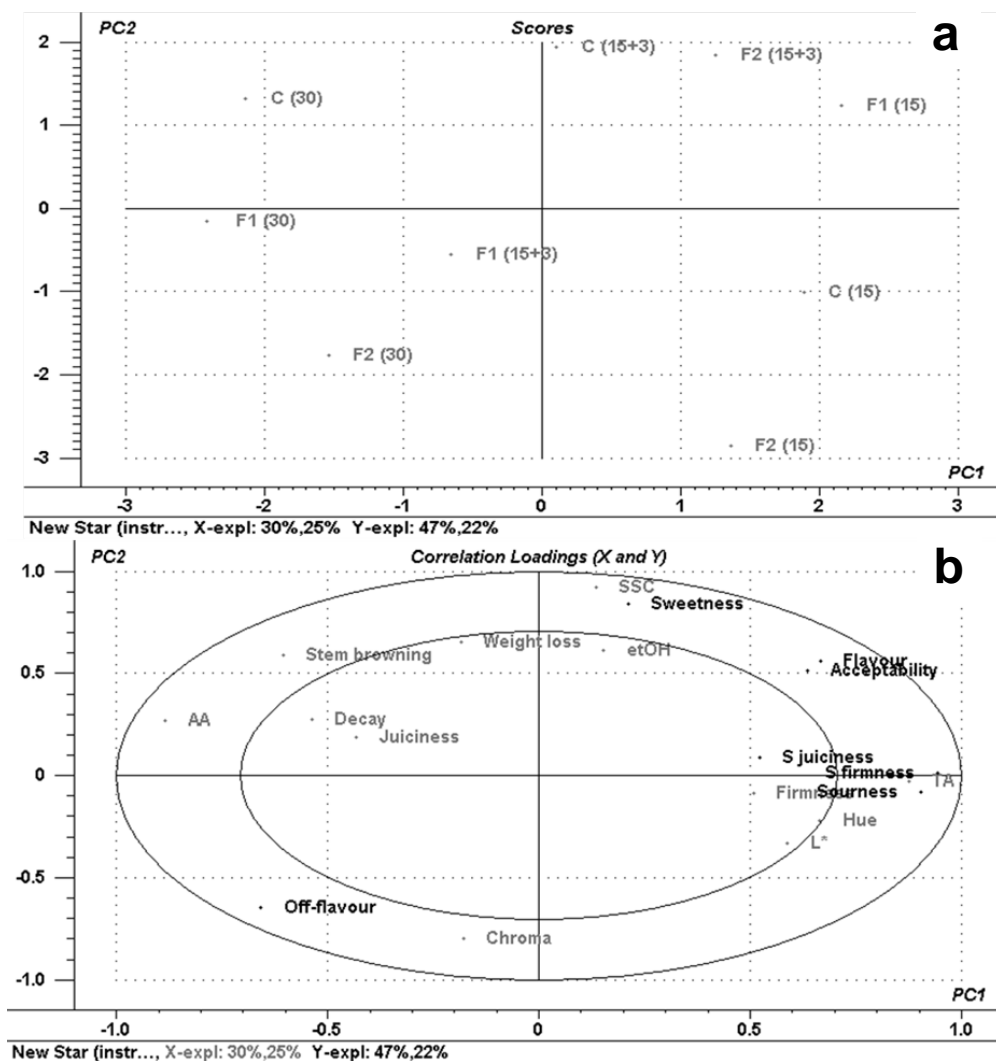 PC2
Scores
a
2
C (15+3)
F2 (15+3)
C (30)
F1 (15)
1
0
F1 (30)
F1 (15+3)
-1
C (15)
F2 (30)
-2
F2 (15)
-3
PC1
-3 -2 -1 0 1 2 3
New Star (instr..., X-expl: 30%,25% Y-expl: 47%,22%
PC2
Correlation Loadings (X and Y)
b
1.0
SSC
Sweetness
Weight loss
etOH
Stem browning
Flavour
0.5
Acceptability
AA
Decay
Juiciness
S juiciness
0
S firmness
TA
Firmness
Sourness
Hue
L*
-0.5
Off-flavour
Chroma
-1.0
PC1
-1.0 -0.5 0 0.5 1.0
New Star (instr..., X-expl: 30%,25% Y-expl: 47%,22%